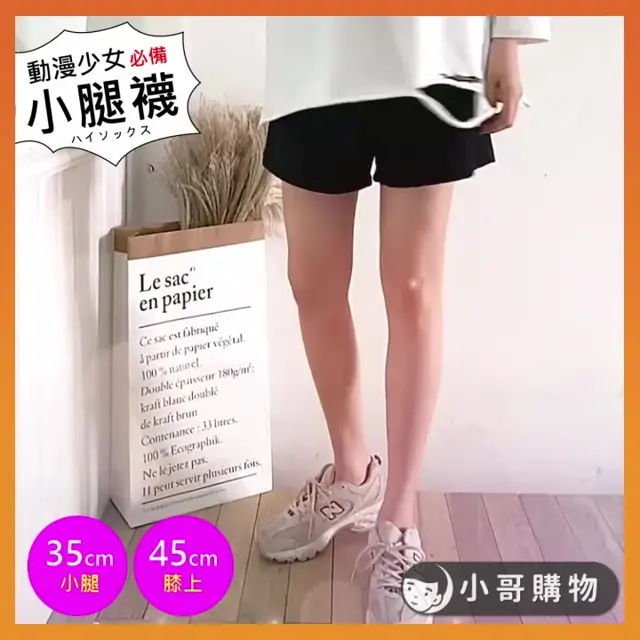 動漫少女必備
小腿襪
ハイソックス
Le sac"
en papier
Ce sac est fabriqué
à partir de papier végétal.
100 % naturel.
Double épaisseur 180g/m²:
kraft blanc doublé
de kraft brun
Contenance : 33 litres.
100 % Ecographik.
Ne le jetez pas,
il peut servir plusieurs fois.
N
35cm
小腿
45cm
膝上
小哥購物